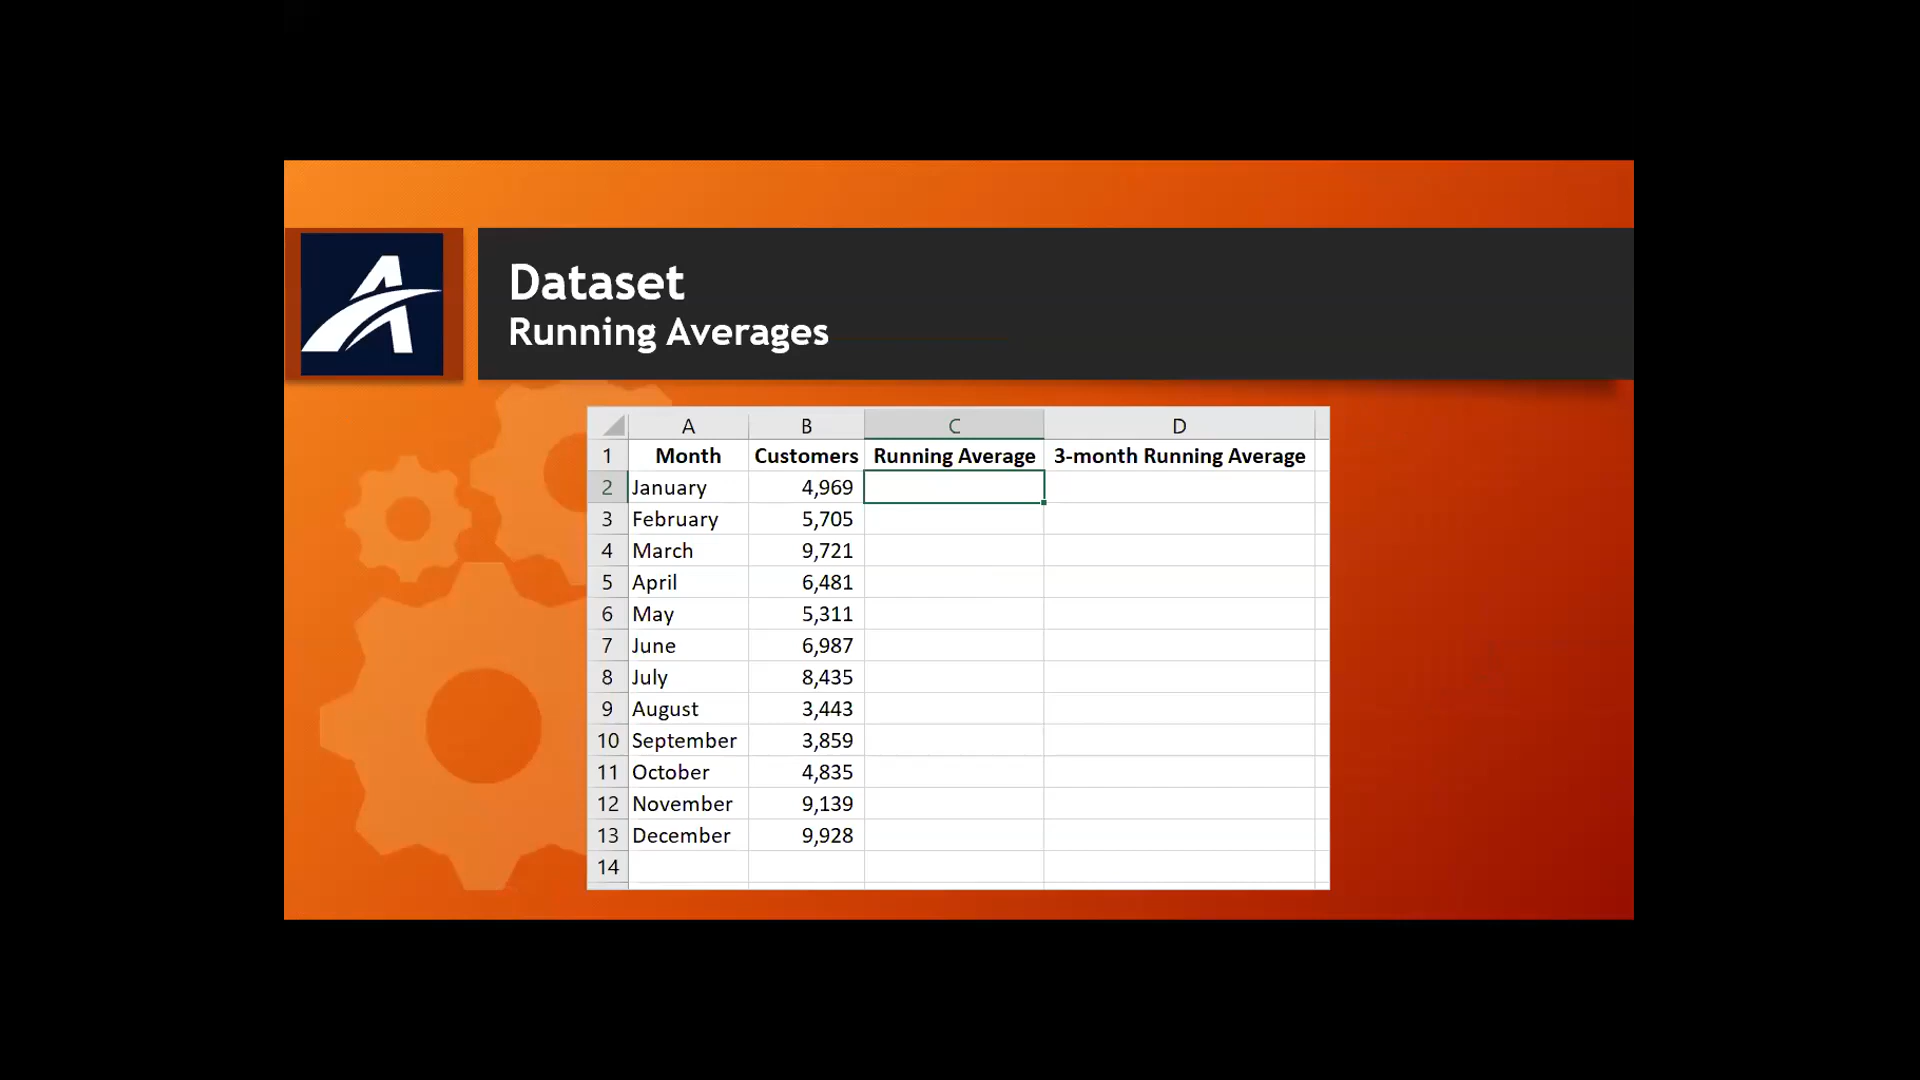 Dataset
Running Averages
A B C D
1 Month Customers Running Average 3-month Running Average
2 January 4,969
3 February 5,705
4 March 9,721
5 April 6,481
6 May 5,311
7 June 6,987
8 July 8,435
9 August 3,443
10 September 3,859
11 October 4,835
12 November 9,139
13 December 9,928
14